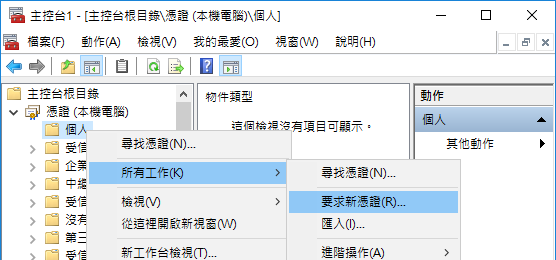 主控台1 - [主控台根目錄\憑證 (本機電腦)\個人]
檔案(F) 動作(A) 檢視(V) 我的最愛(O) 視窗(W) 說明(H)
主控台根目錄
憑證 (本機電腦)
個人
受信
企業
中繼
受信
沒有
第三
物件類型
這個檢視沒有項目可顯示。
動作
個人
其他動作
尋找憑證(N)...
所有工作(K)
檢視(V)
從這裡開啟新視窗(W)
新工作台檢視(T)...
尋找憑證(N)...
要求新憑證(R)...
匯入(I)...
進階操作(A)